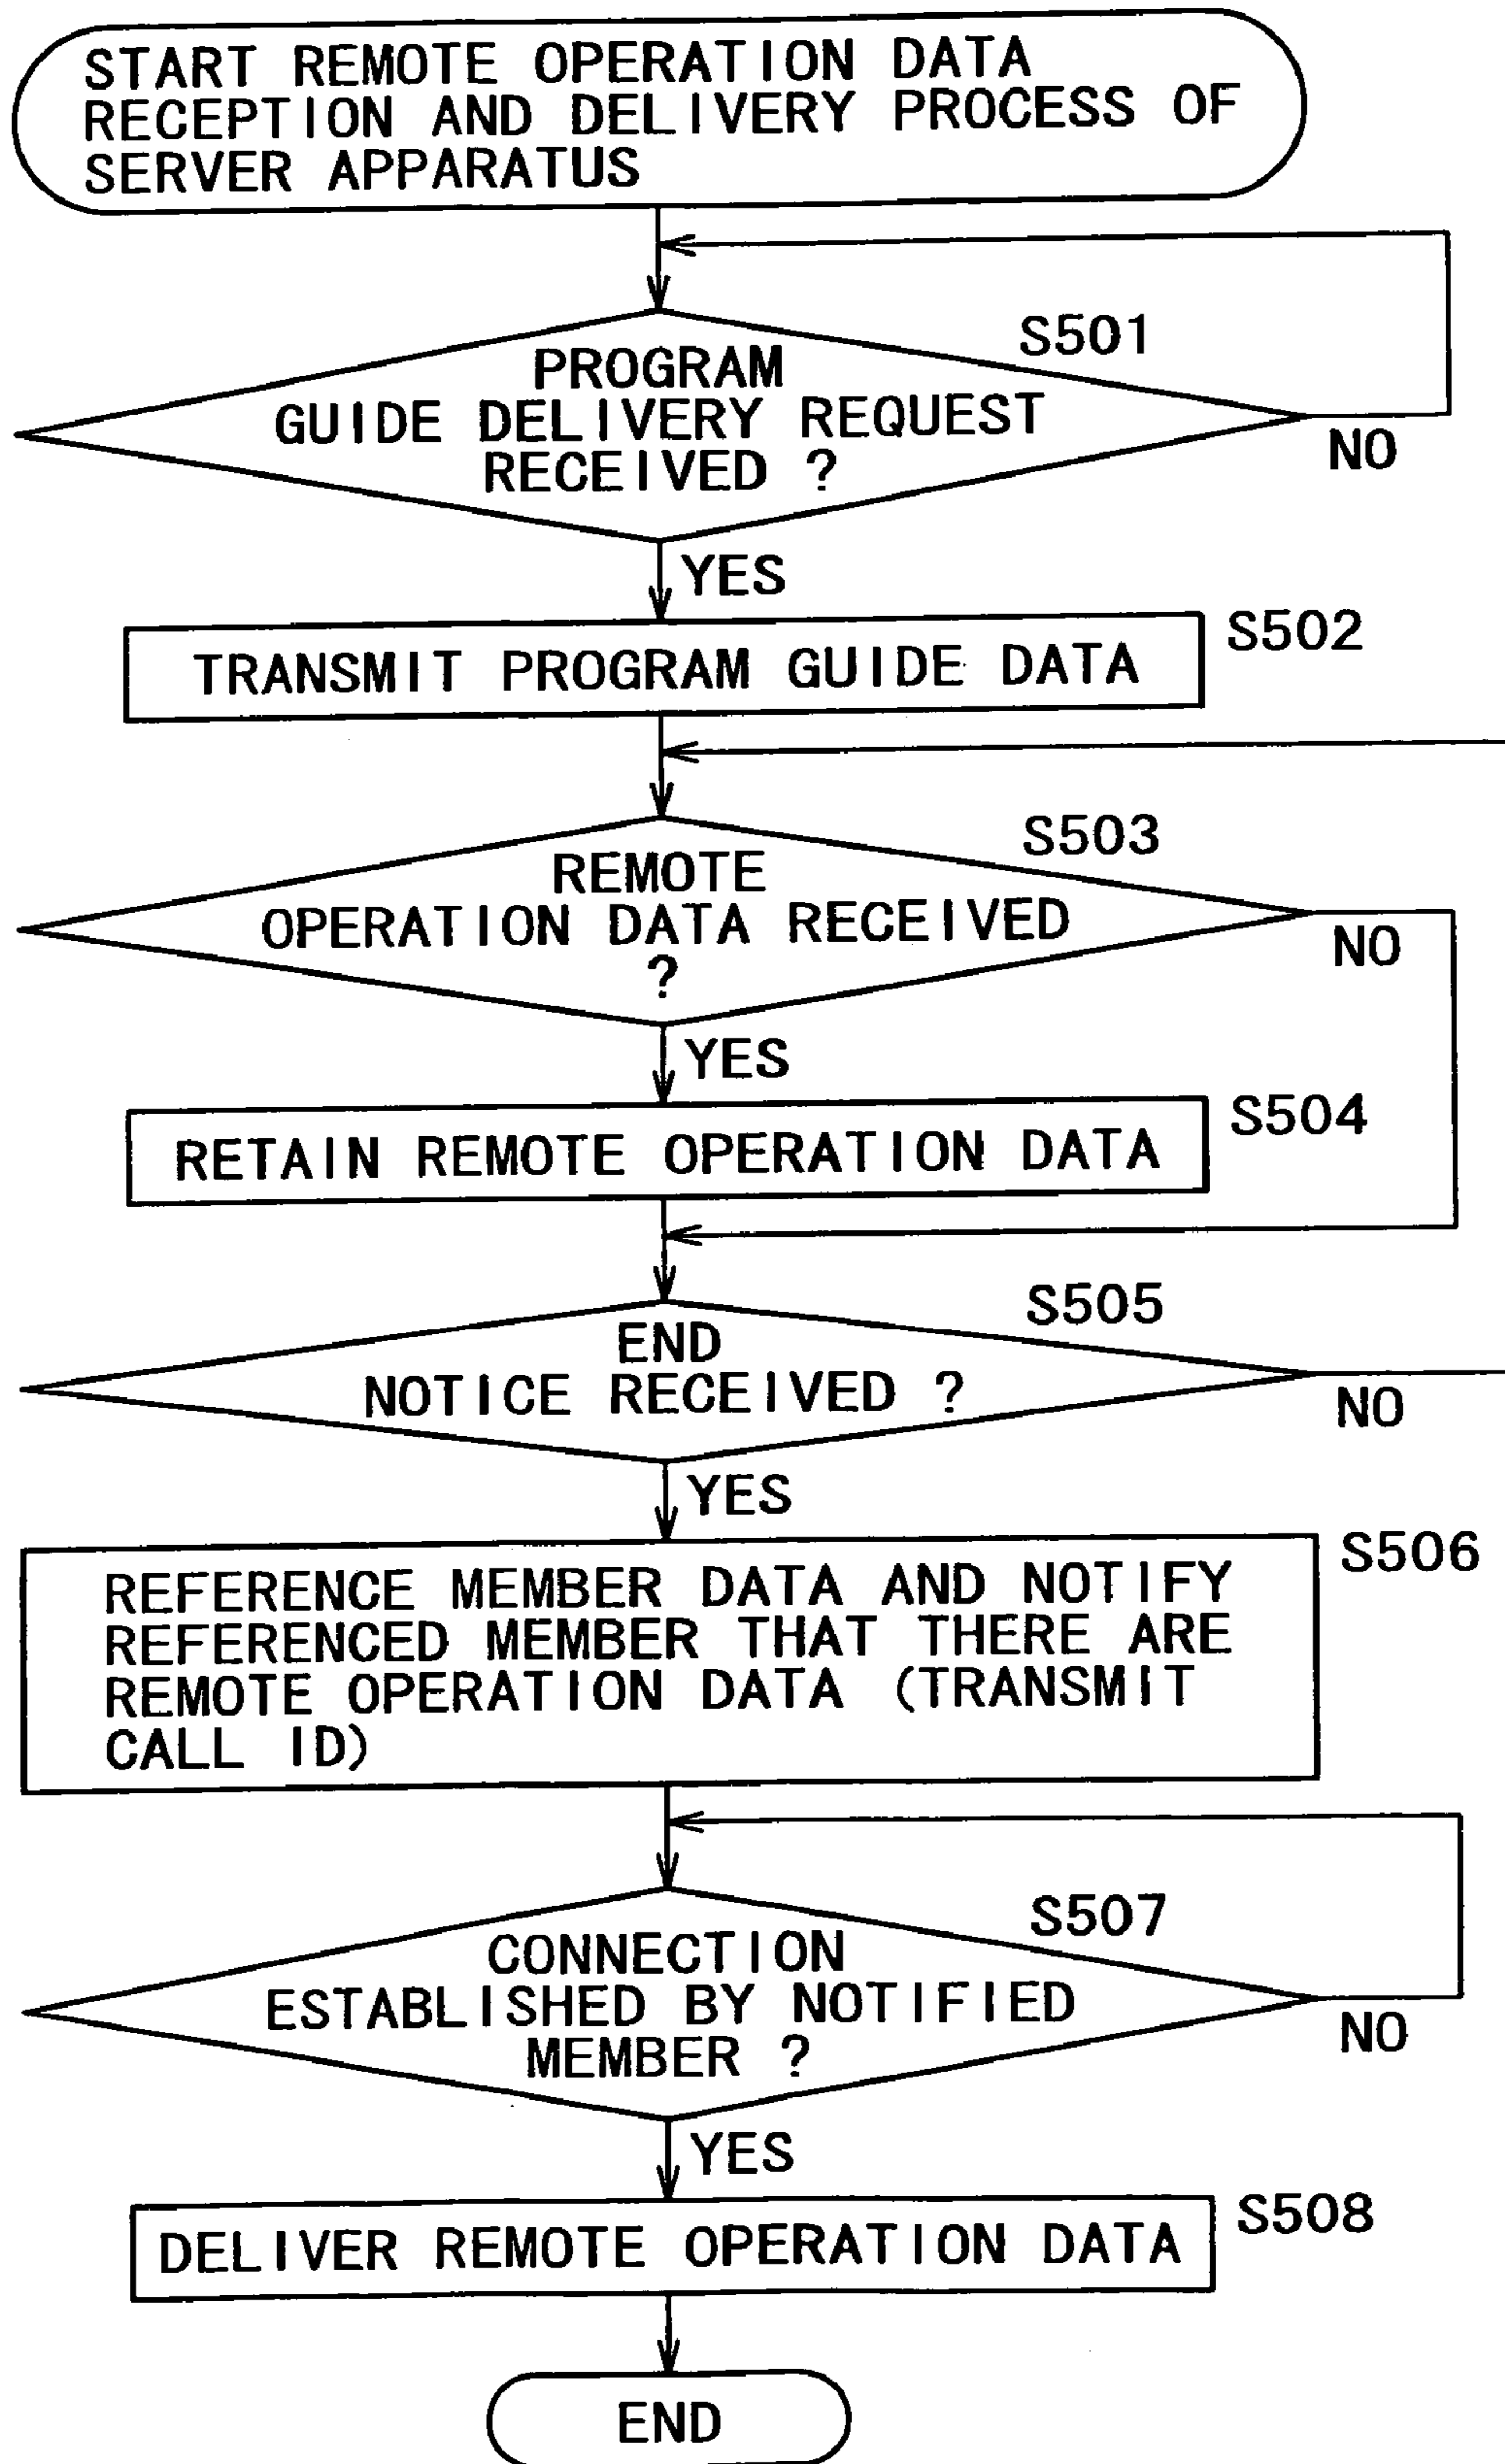 START REMOTE OPERATION DATA
RECEPTION AND DELIVERY PROCESS OF
SERVER APPARATUS
S501
PROGRAM
GUIDE DELIVERY REQUEST
RECEIVED ?
NO
YES
S502
TRANSMIT PROGRAM GUIDE DATA
S503
REMOTE
OPERATION DATA RECEIVED
?
NO
YES
S504
RETAIN REMOTE OPERATION DATA
S505
END
NOTICE RECEIVED ?
NO
YES
S506
REFERENCE MEMBER DATA AND NOTIFY
REFERENCED MEMBER THAT THERE ARE
REMOTE OPERATION DATA (TRANSMIT
CALL ID)
S507
CONNECTION
ESTABLISHED BY NOTIFIED
MEMBER ?
NO
YES
S508
DELIVER REMOTE OPERATION DATA
END